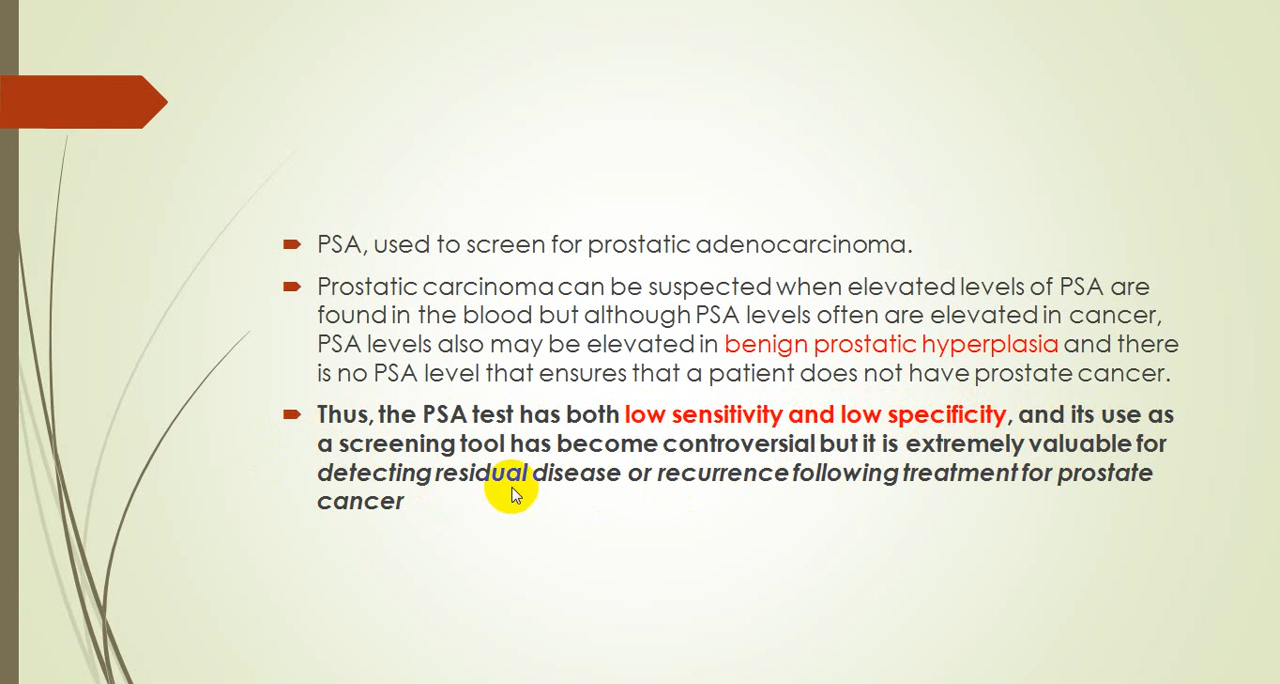 PSA, used to screen for prostatic adenocarcinoma.
Prostatic carcinoma can be suspected when elevated levels of PSA are
found in the blood but although PSA levels often are elevated in cancer,
PSA levels also may be elevated in benign prostatic hyperplasia and there
is no PSA level that ensures that a patient does not have prostate cancer.
Thus, the PSA test has both low sensitivity and low specificity, and its use as
a screening tool has become controversial but it is extremely valuable for
detecting residual disease or recurrence following treatment for prostate
cancer